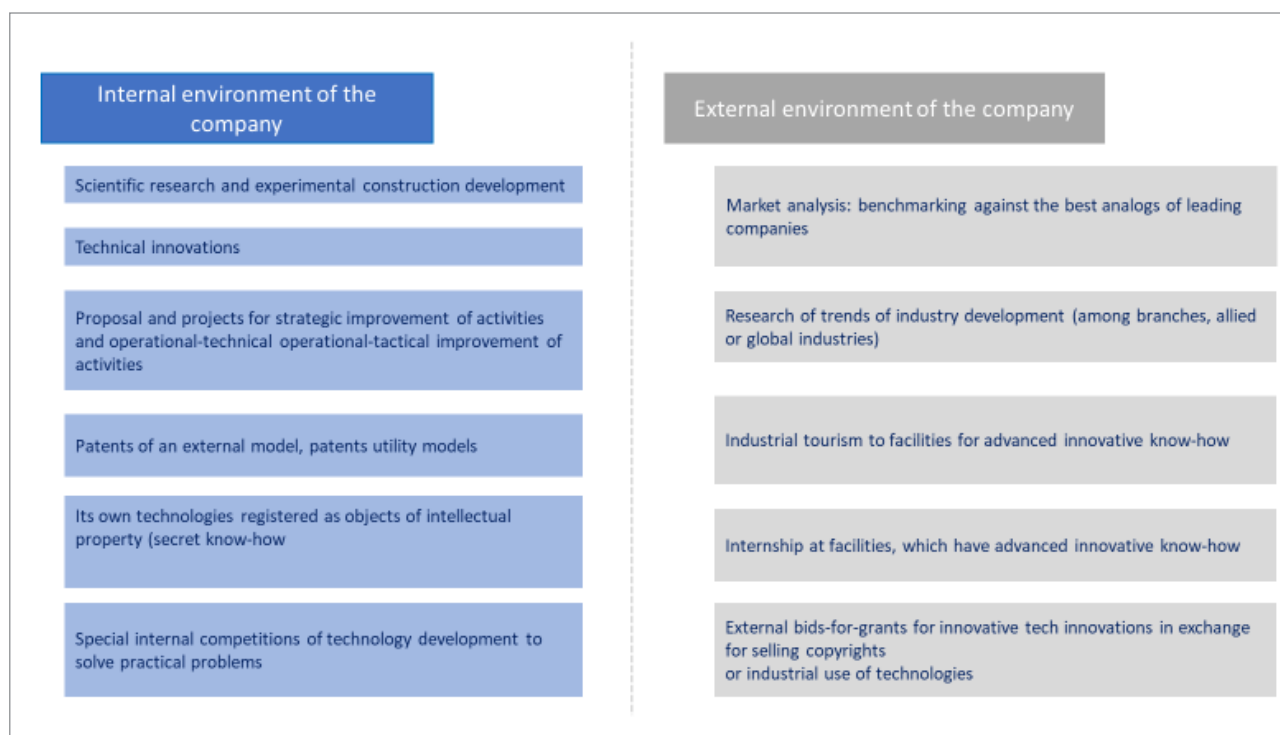 Internal environment of the
company
Scientific research and experimental construction development
Technical innovations
Proposal and projects for strategic improvement of activities
and operational-technical operational-tactical improvement of
activities
Patents of an external model, patents utility models
Its own technologies registered as objects of intellectual
property (secret know-how
Special internal competitions of technology development to
solve practical problems
External environment of the company
Market analysis: benchmarking against the best analogs of leading
companies
Research of trends of industry development (among branches, allied
or global industries)
Industrial tourism to facilities for advanced innovative know-how
Internship at facilities, which have advanced innovative know-how
External bids-for-grants for innovative tech innovations in exchange
for selling copyrights
or industrial use of technologies